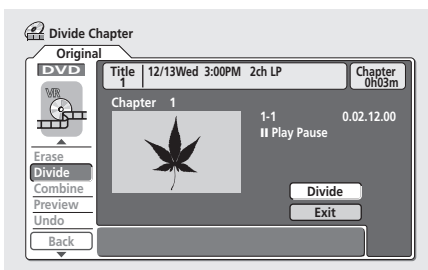 Divide Chapter
Original
DVD
VR
Title 1
12/13Wed 3:00PM 2ch LP
Chapter 0h03m
Chapter 1
1-1 0.02.12.00
Play Pause
Erase
Divide
Combine
Preview
Undo
Back
Divide
Exit